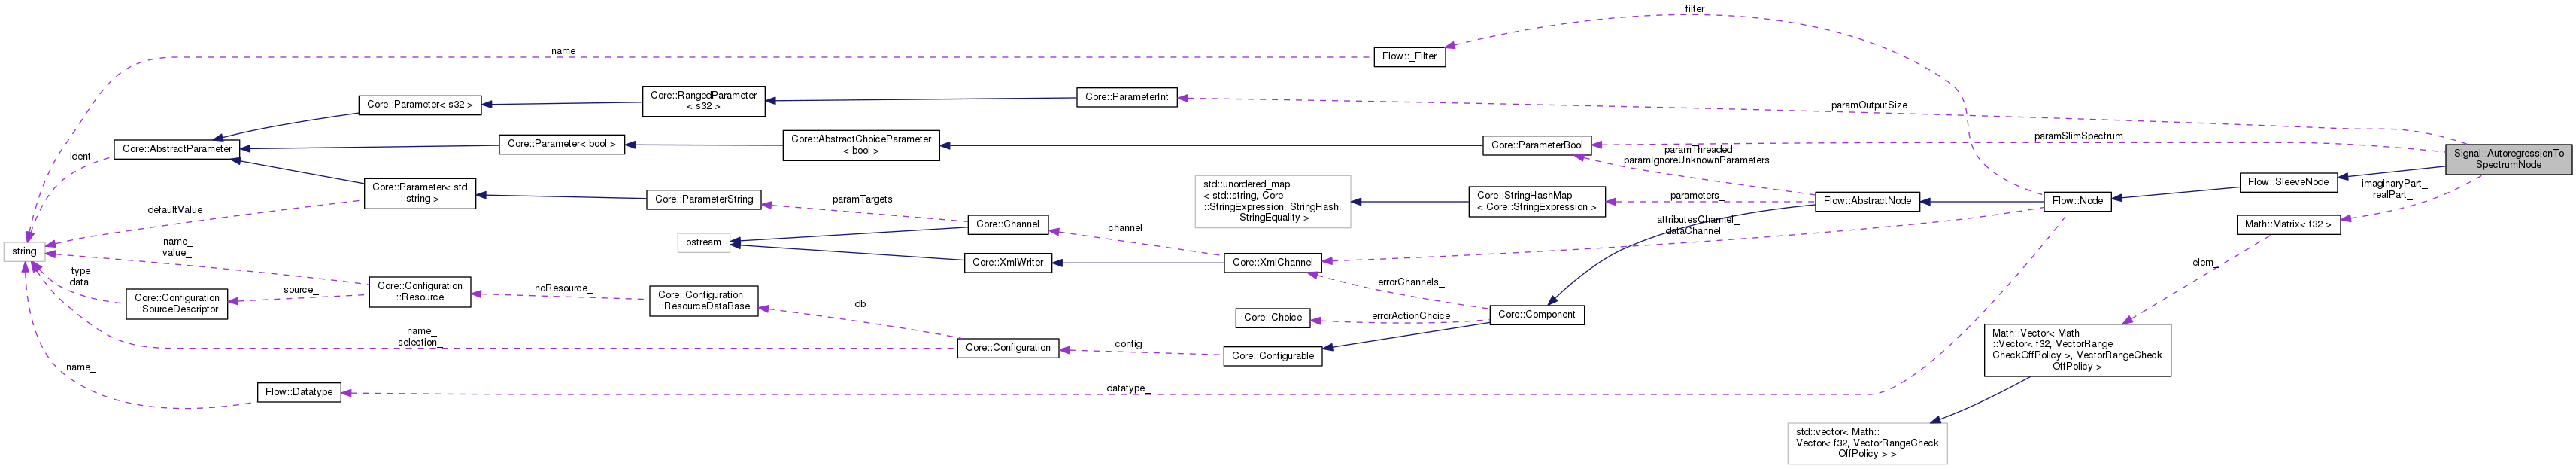 filter_
name
Flow::_Filter
Core::RangedParameter
< s32 >
Core::Parameter< s32 >
Core::ParameterInt
paramOutputSize
Core::AbstractChoiceParameter
< bool >
Core::Parameter< bool >
Core::ParameterBool
paramSlimSpectrum
Core::AbstractParameter
ident
paramThreaded
paramIgnoreUnknownParameters
Signal::AutoregressionTo
SpectrumNode
Core::Parameter< std
::string >
Core::ParameterString
paramTargets
std::unordered_map
< std::string, Core
::StringExpression, StringHash,
StringEquality >
Core::StringHashMap
< Core::StringExpression >
parameters_
Flow::AbstractNode
Flow::Node
Flow::SleeveNode
imaginaryPart_
realPart_
defaultValue_
Core::Channel
channel_
attributesChannel_
dataChannel_
Math::Matrix< f32 >
string
name_
value_
ostream
Core::XmlWriter
Core::XmlChannel
elem_
type
data
Core::Configuration
::SourceDescriptor
source_
Core::Configuration
::Resource
noResource_
Core::Configuration
::ResourceDataBase
db_
errorChannels_
Core::Choice
errorActionChoice
Core::Component
name_
selection_
Core::Configuration
config
Core::Configurable
Math::Vector< Math
::Vector< f32, VectorRange
CheckOffPolicy >, VectorRangeCheck
OffPolicy >
name_
Flow::Datatype
datatype_
std::vector< Math::
Vector< f32, VectorRangeCheck
OffPolicy > >